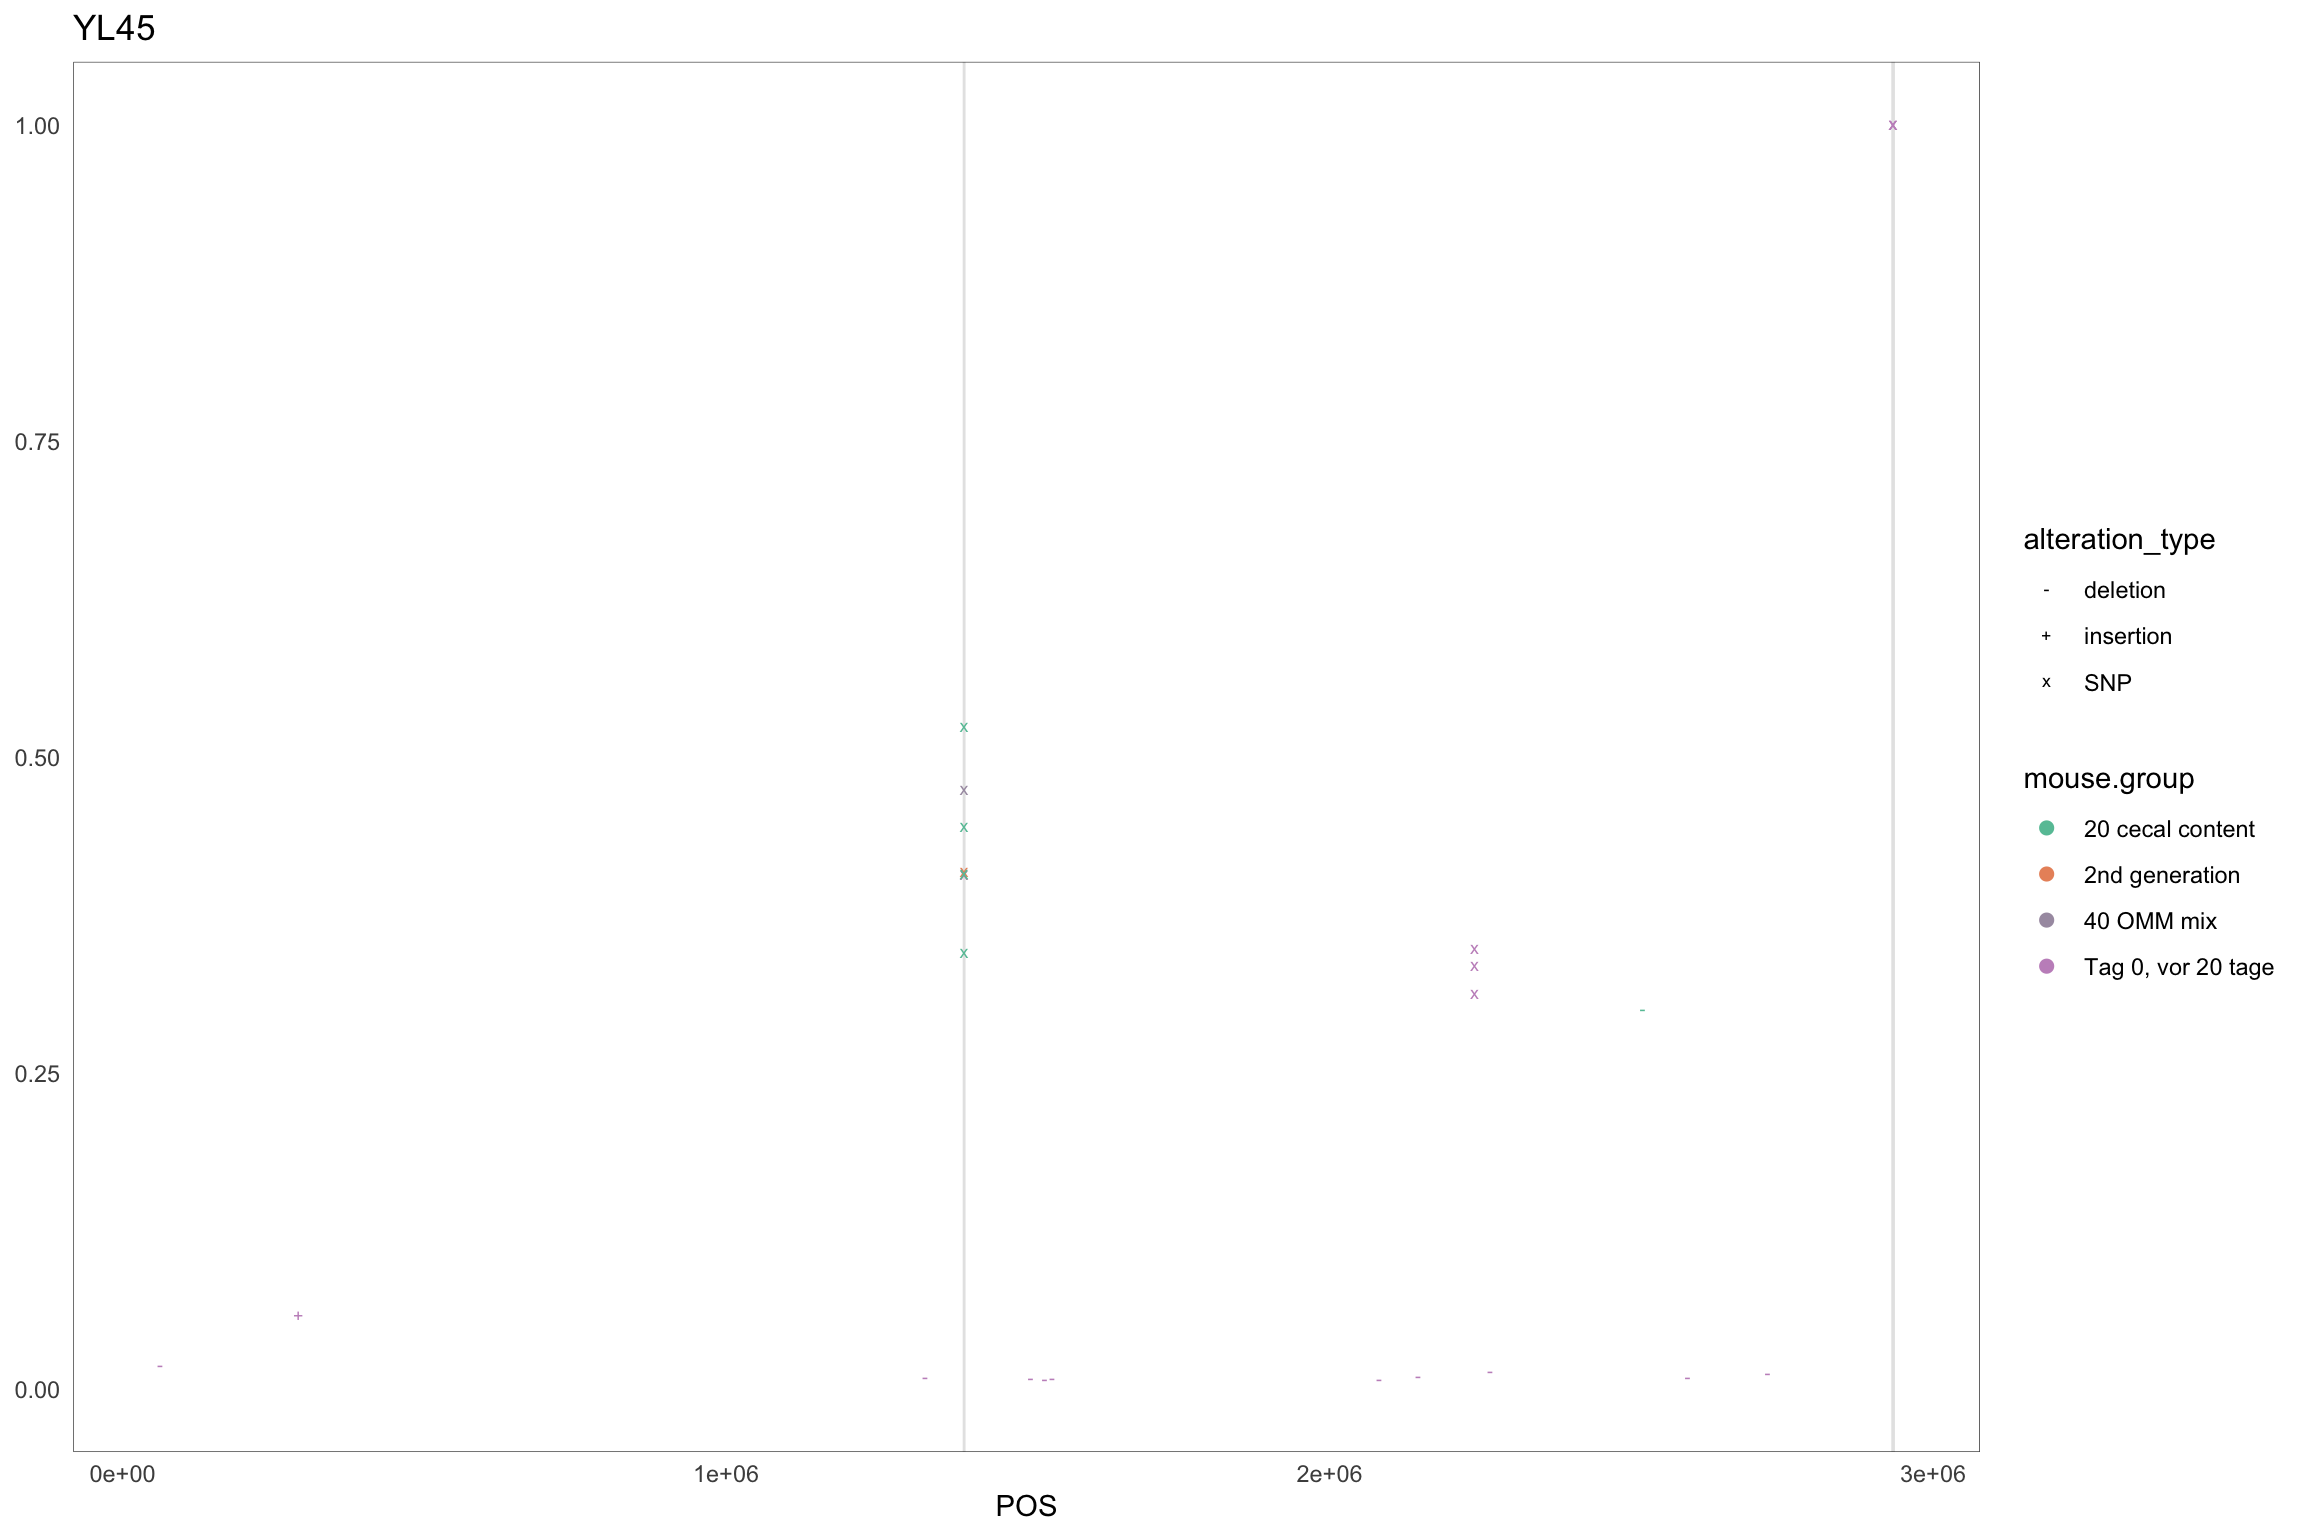 YL45
1.00
0.75
0.50
0.25
0.00
0e+00 1e+06 2e+06 3e+06
POS
alteration_type
- deletion
+ insertion
x SNP
mouse.group
20 cecal content
2nd generation
40 OMM mix
Tag 0, vor 20 tage